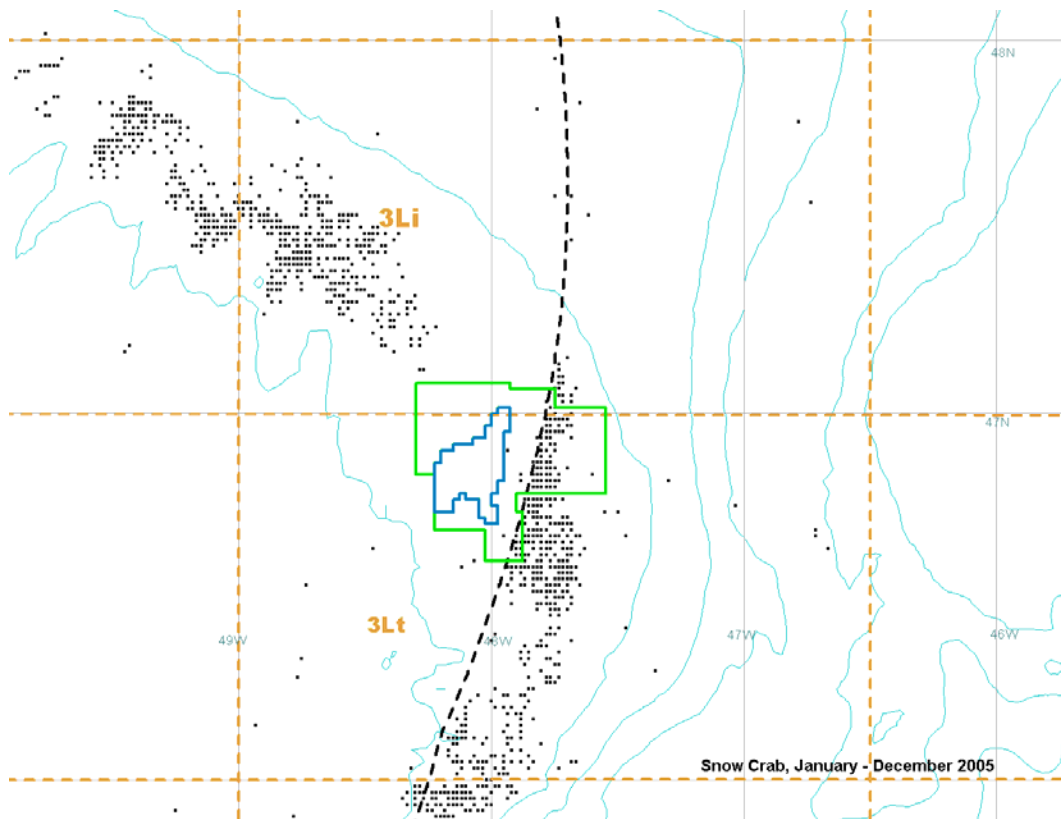 48N
3Li
47N
3Lt
49W
48W
47W
46W
Snow Crab, January - December 2005